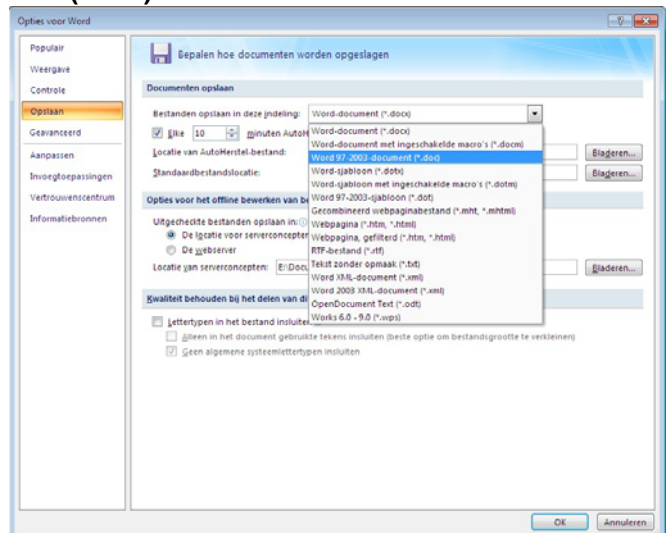 Opties voor Word
Populair
Weergave
Controle
Opslaan
Geavanceerd
Aanpassen
Invoegtoepassingen
Vertrouwenscentrum
Informatiebronnen
Bepalen hoe documenten worden opgeslagen
Documenten opslaan
Bestanden opslaan in deze indeling: Word-document (*.docx)
Elke 10 minuten AutoH
Locatie van AutoHerstel-bestand: Bladeren...
Standaardbestandslocatie: Bladeren...
Word-document (*.docx)
Word-document met ingeschakelde macro's (*.docm)
Word 97-2003-document (*.doc)
Word-sjabloon (*.dotx)
Word-sjabloon met ingeschakelde macro's (*.dotm)
Word 97-2003-sjabloon (*.dot)
Gecombineerd webpaginabestand (*.mht, *.mhtml)
Webpagina (*.htm, *.html)
Webpagina, gefilterd (*.htm, *.html)
RTF-bestand (*.rtf)
Tekst zonder opmaak (*.txt)
Word XML-document (*.xml)
Word 2003 XML-document (*.xml)
OpenDocument Text (*.odt)
Works 6.0 - 9.0 (*.wps)
Opties voor het offline bewerken van be
Uitgecheckte bestanden opslaan in:
De locatie voor serverconcepten
De webserver
Locatie van serverconcepten: E:\Docu Bladeren...
Kwaliteit behouden bij het delen van di
Lettertypen in het bestand insluiten
Alleen in het document gebruikte tekens insluiten (beste optie om bestandsgrootte te verkleinen)
Geen algemene systeemlettertypen insluiten
OK Annuleren